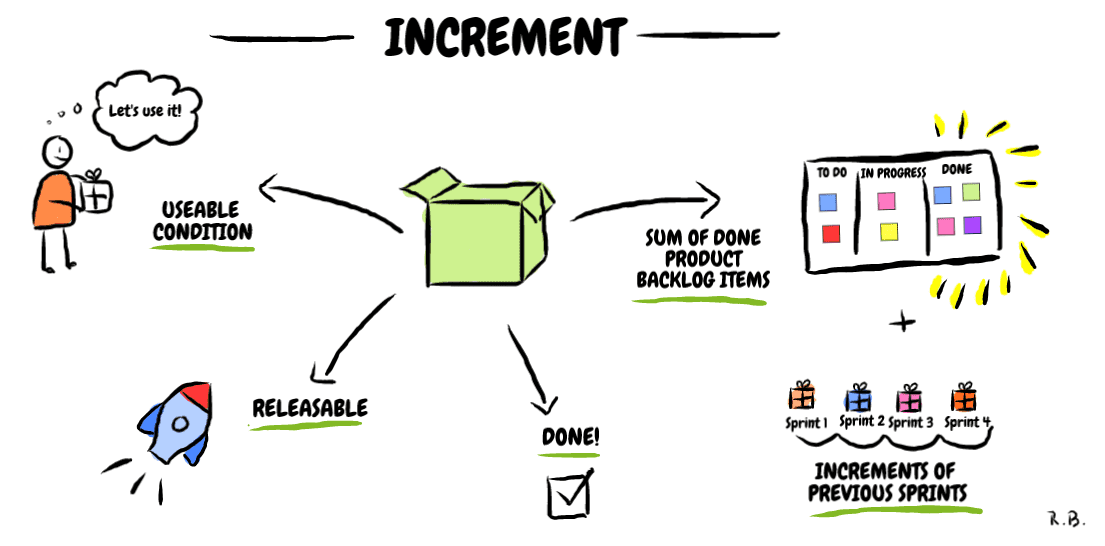 INCREMENT
Let's use it!
USEABLE
CONDITION
SUM OF DONE
PRODUCT
BACKLOG ITEMS
TO DO
IN PROGRESS
DONE
+
RELEASABLE
DONE!
Sprint 1
Sprint 2
Sprint 3
Sprint 4
INCREMENTS OF
PREVIOUS SPRINTS
R.B.